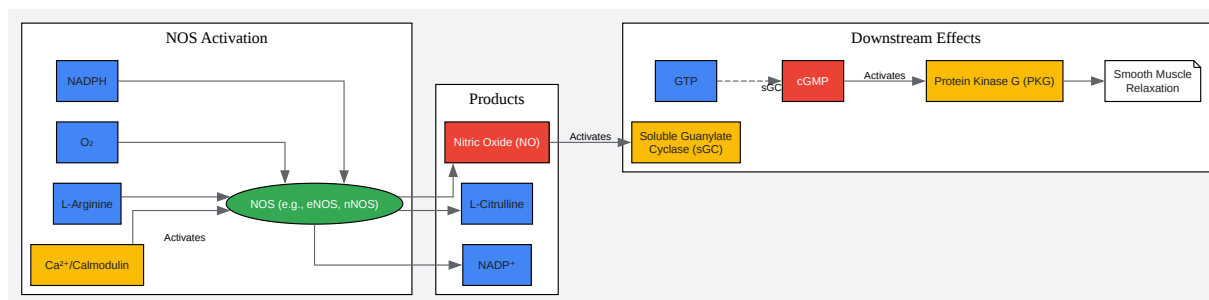 NOS Activation
NADPH
O₂
L-Arginine
Ca²⁺/Calmodulin
Activates
NOS (e.g., eNOS, nNOS)
Products
Nitric Oxide (NO)
L-Citrulline
NADP⁺
Activates
Downstream Effects
GTP
sGC
cGMP
Activates
Protein Kinase G (PKG)
Smooth Muscle
Relaxation
Soluble Guanylate
Cyclase (sGC)